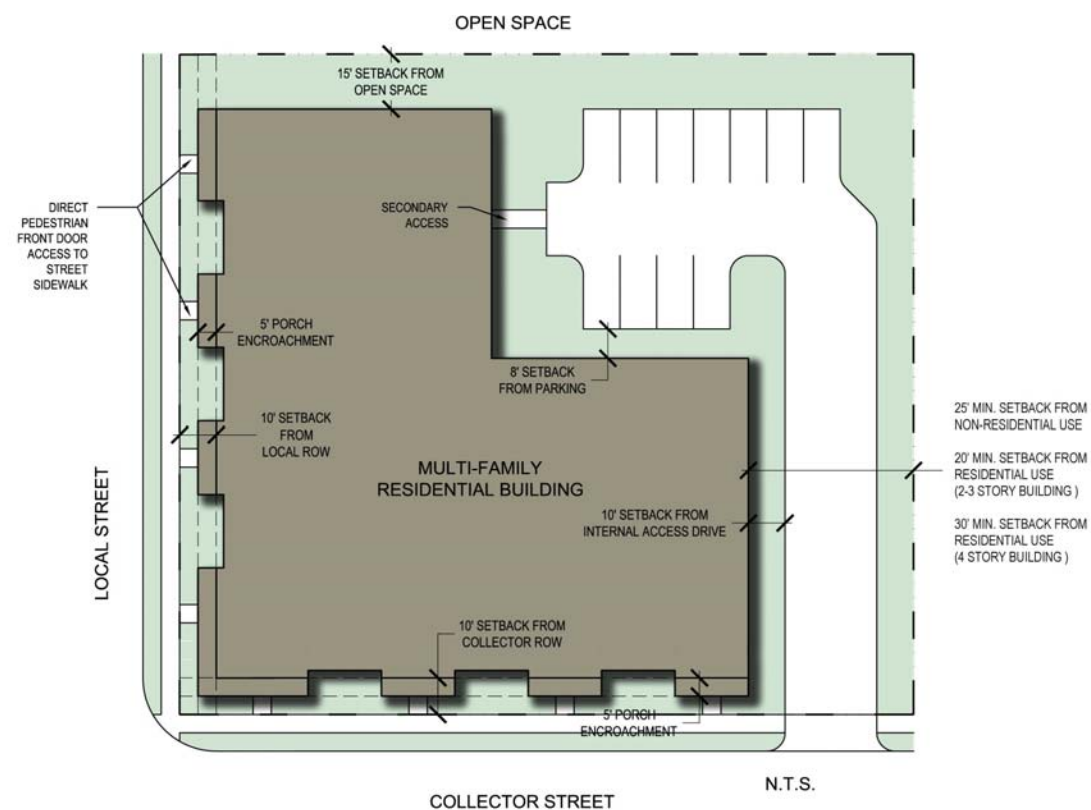 OPEN SPACE
15' SETBACK FROM
OPEN SPACE
DIRECT
PEDESTRIAN
FRONT DOOR
ACCESS TO
STREET
SIDEWALK
SECONDARY
ACCESS
5' PORCH
ENCROACHMENT
8' SETBACK
FROM PARKING
10' SETBACK
FROM
LOCAL ROW
MULTI-FAMILY
RESIDENTIAL BUILDING
25' MIN. SETBACK FROM
NON-RESIDENTIAL USE
20' MIN. SETBACK FROM
RESIDENTIAL USE
(2-3 STORY BUILDING )
30' MIN. SETBACK FROM
RESIDENTIAL USE
(4 STORY BUILDING )
10' SETBACK FROM
INTERNAL ACCESS DRIVE
LOCAL STREET
10' SETBACK FROM
COLLECTOR ROW
5' PORCH
ENCROACHMENT
N.T.S.
COLLECTOR STREET